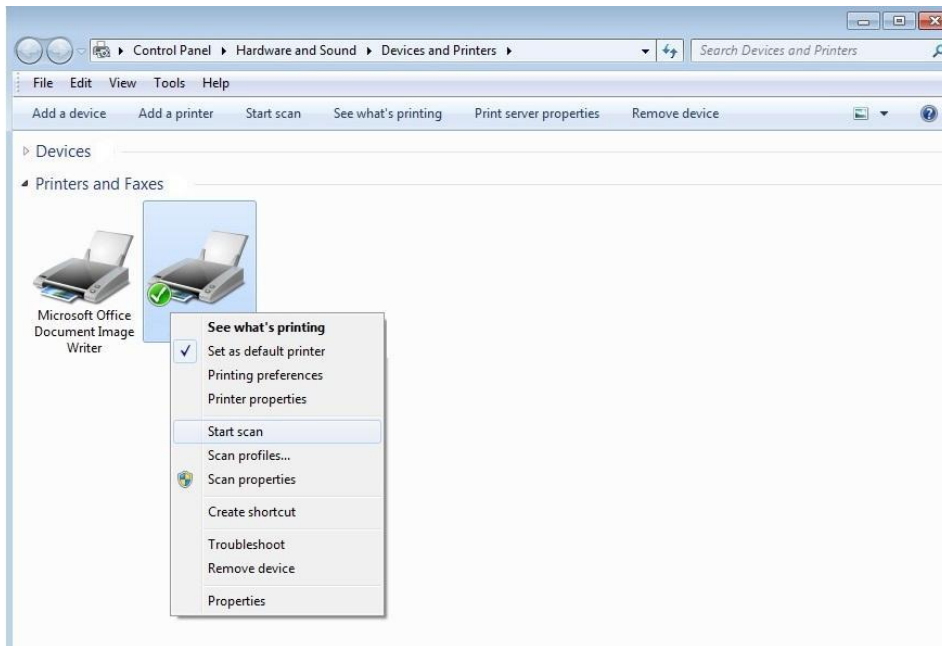 Control Panel Hardware and Sound Devices and Printers Search Devices and Printers
File Edit View Tools Help
Add a device Add a printer Start scan See what's printing Print server properties Remove device
Devices
Printers and Faxes
Microsoft Office
Document Image
Writer
See what's printing
Set as default printer
Printing preferences
Printer properties
Start scan
Scan profiles...
Scan properties
Create shortcut
Troubleshoot
Remove device
Properties